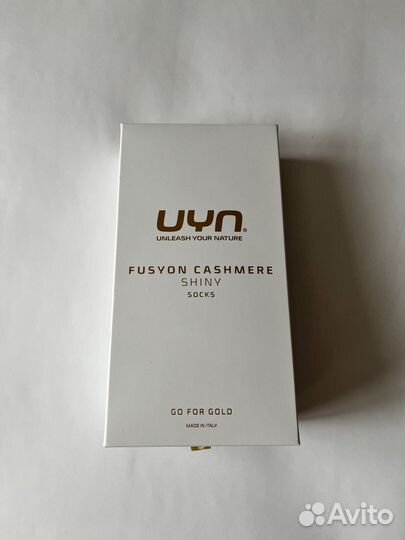 uyn®
UNLEASH YOUR NATURE
FUSYON CASHMERE
SHINY
SOCKS
GO FOR GOLD
MADE IN ITALY
Avito